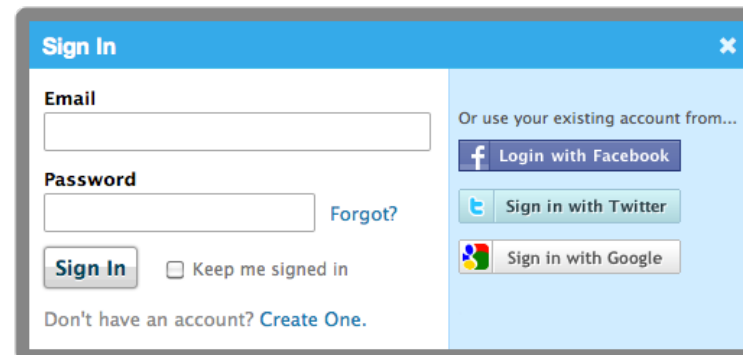 Sign In
Email
Password
Forgot?
Sign In
Keep me signed in
Don't have an account? Create One.
Or use your existing account from...
f Login with Facebook
t Sign in with Twitter
Sign in with Google